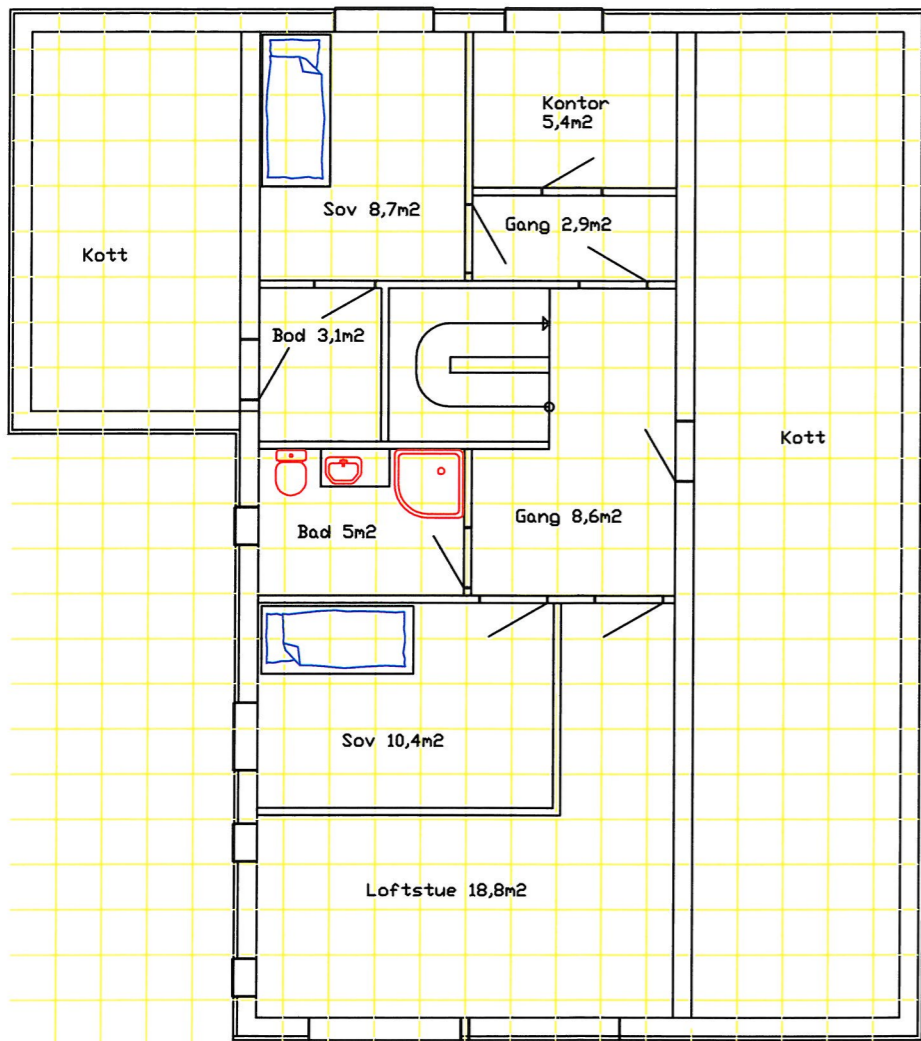 Kontor
5,4m2
Sov 8,7m2
Gang 2,9m2
Kott
Bod 3,1m2
Kott
Gang 8,6m2
Bad 5m2
Sov 10,4m2
Loftstue 18,8m2